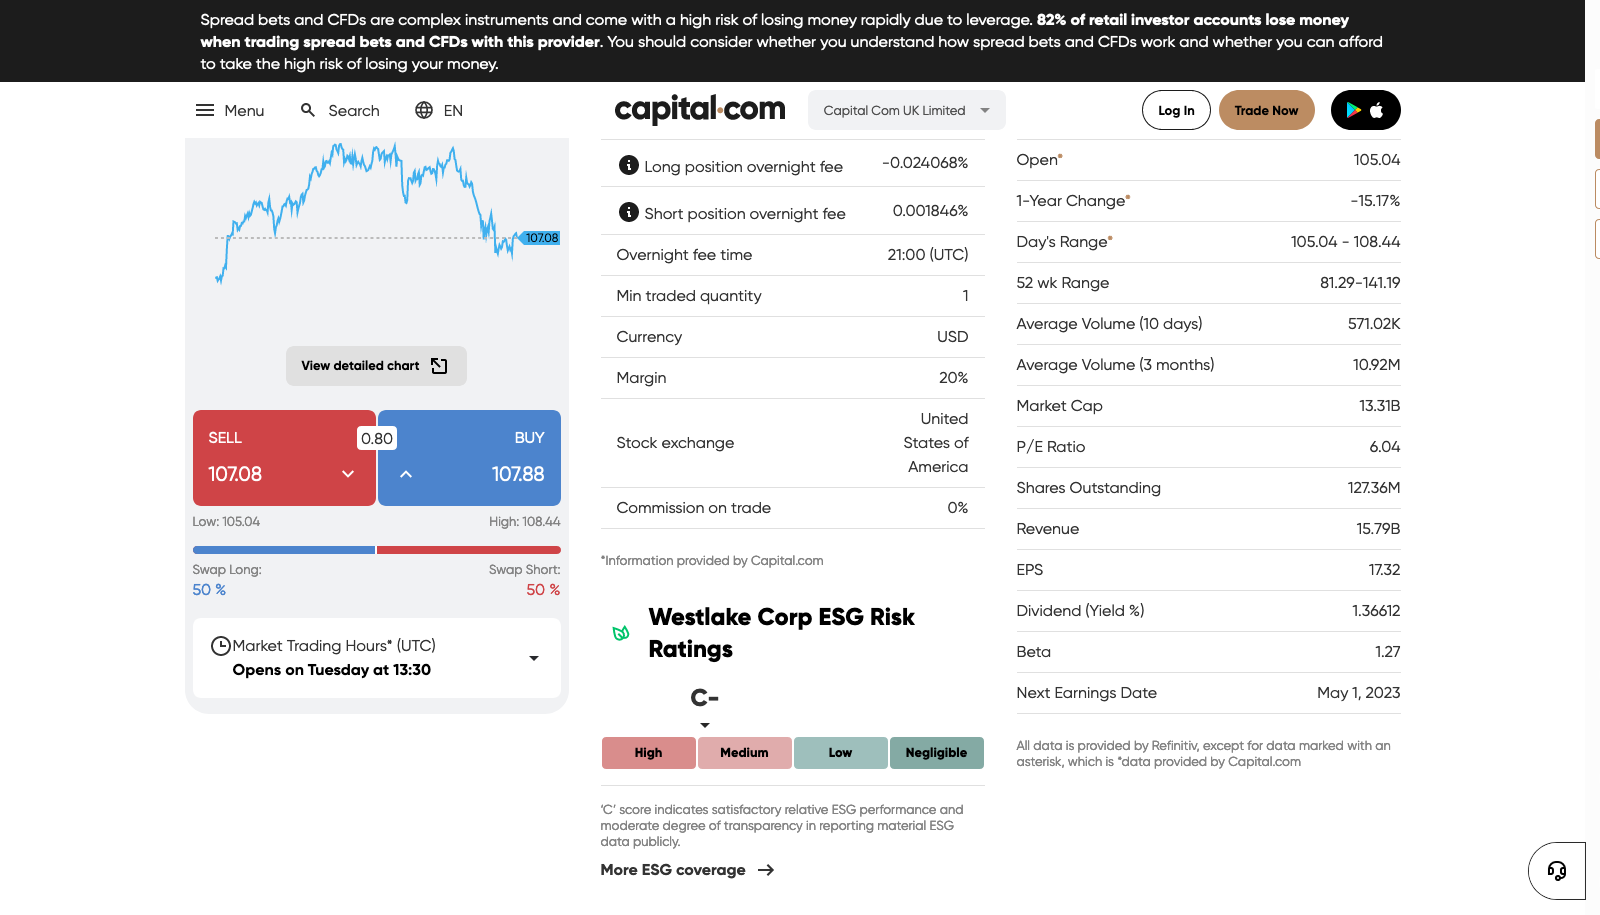 Spread bets and CFDs are complex instruments and come with a high risk of losing money rapidly due to leverage. 82% of retail investor accounts lose money
when trading spread bets and CFDs with this provider. You should consider whether you understand how spread bets and CFDs work and whether you can afford
to take the high risk of losing your money.
Menu
Search
EN
capital.com
Capital Com UK Limited
Log In
Trade Now
107.08
View detailed chart
SELL
0.80
BUY
107.08
107.88
Low: 105.04
High: 108.44
Swap Long:
Swap Short:
50 %
50 %
Market Trading Hours* (UTC)
Opens on Tuesday at 13:30
Long position overnight fee -0.024068%
Short position overnight fee 0.001846%
Overnight fee time 21:00 (UTC)
Min traded quantity 1
Currency USD
Margin 20%
Stock exchange United
States of
America
Commission on trade 0%
*Information provided by Capital.com
Westlake Corp ESG Risk
Ratings
C-
High Medium Low Negligible
'C' score indicates satisfactory relative ESG performance and
moderate degree of transparency in reporting material ESG
data publicly.
More ESG coverage
Open* 105.04
1-Year Change* -15.17%
Day's Range* 105.04 - 108.44
52 wk Range 81.29-141.19
Average Volume (10 days) 571.02K
Average Volume (3 months) 10.92M
Market Cap 13.31B
P/E Ratio 6.04
Shares Outstanding 127.36M
Revenue 15.79B
EPS 17.32
Dividend (Yield %) 1.36612
Beta 1.27
Next Earnings Date May 1, 2023
All data is provided by Refinitiv, except for data marked with an
asterisk, which is *data provided by Capital.com